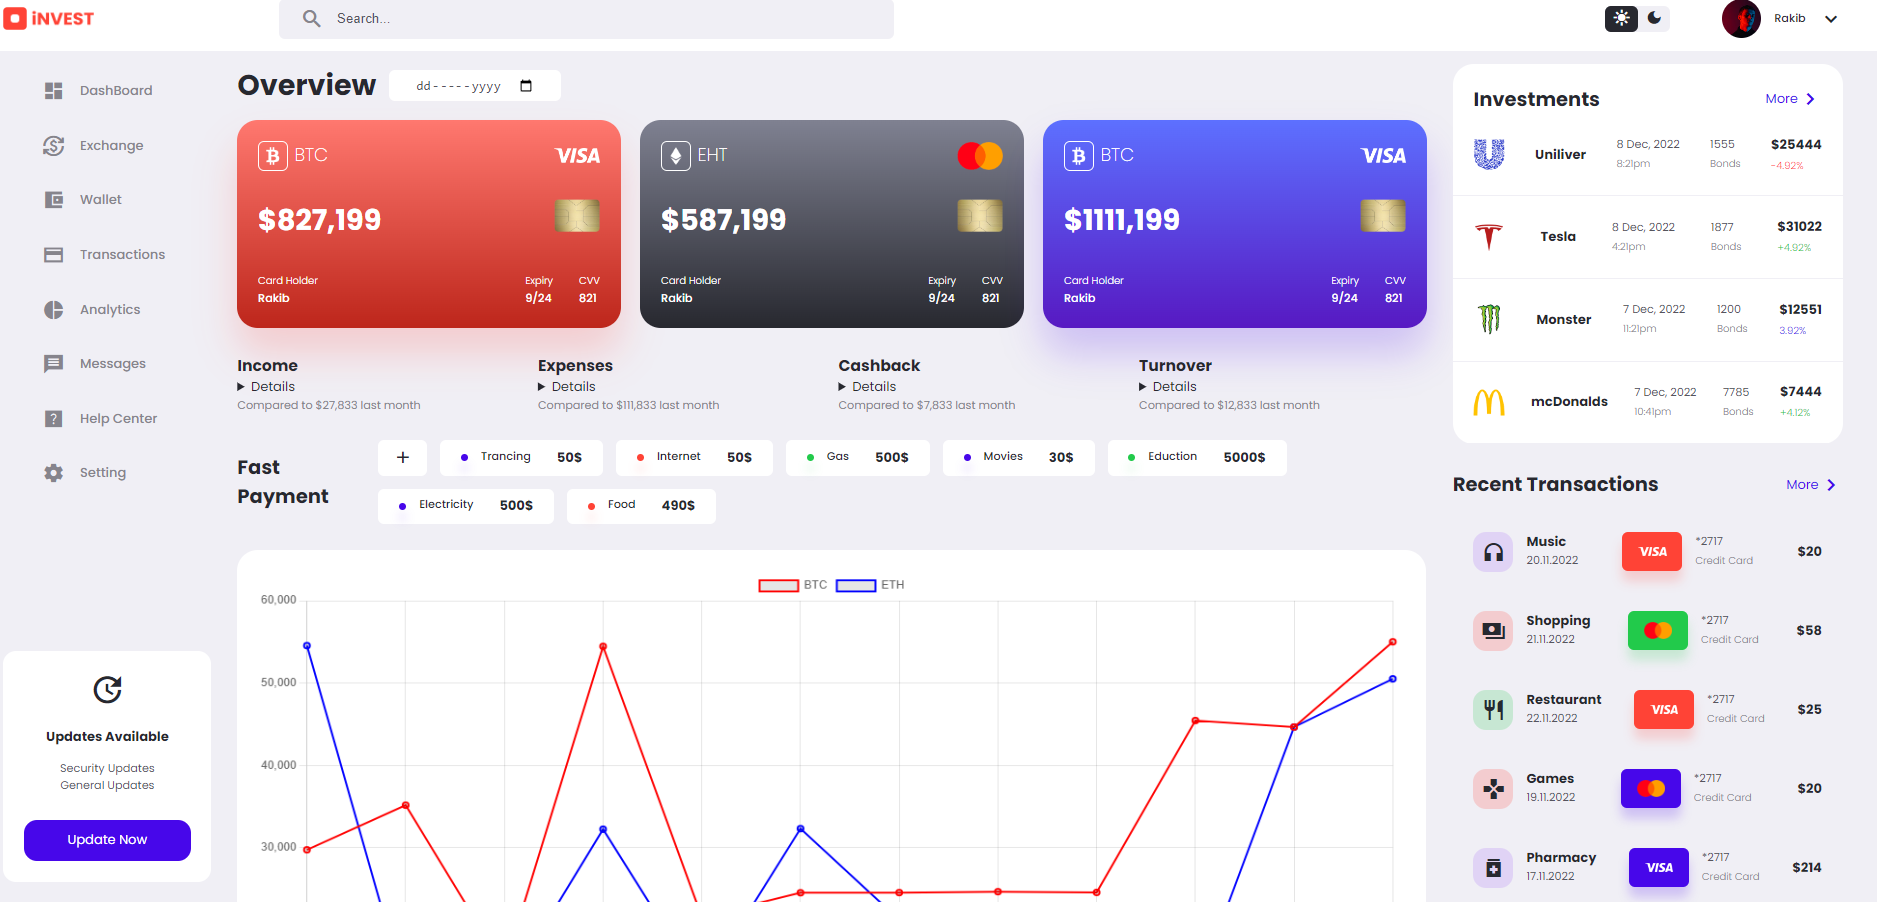 iNVEST
Search...
Rakib
DashBoard
Exchange
Wallet
Transactions
Analytics
Messages
Help Center
Setting
Updates Available
Security Updates
General Updates
Update Now
Overview
dd-----yyyy
BTC
VISA
$827,199
Card Holder
Expiry
CVV
Rakib
9/24
821
EHT
$587,199
Card Holder
Expiry
CVV
Rakib
9/24
821
BTC
VISA
$1111,199
Card Holder
Expiry
CVV
Rakib
9/24
821
Income
Details
Compared to $27,833 last month
Expenses
Details
Compared to $111,833 last month
Cashback
Details
Compared to $7,833 last month
Turnover
Details
Compared to $12,833 last month
Fast
Payment
+
Trancing 50$
Internet 50$
Gas 500$
Movies 30$
Eduction 5000$
Electricity 500$
Food 490$
BTC ETH
60,000
50,000
40,000
30,000
Investments
More
Uniliver
8 Dec, 2022
8:21pm
1555
Bonds
$25444
-4.92%
Tesla
8 Dec, 2022
4:21pm
1877
Bonds
$31022
+4.92%
Monster
7 Dec, 2022
11:21pm
1200
Bonds
$12551
3.92%
mcDonalds
7 Dec, 2022
10:41pm
7785
Bonds
$7444
+4.12%
Recent Transactions
More
Music
20.11.2022
VISA
*2717
Credit Card
$20
Shopping
21.11.2022
*2717
Credit Card
$58
Restaurant
22.11.2022
VISA
*2717
Credit Card
$25
Games
19.11.2022
*2717
Credit Card
$20
Pharmacy
17.11.2022
VISA
*2717
Credit Card
$214